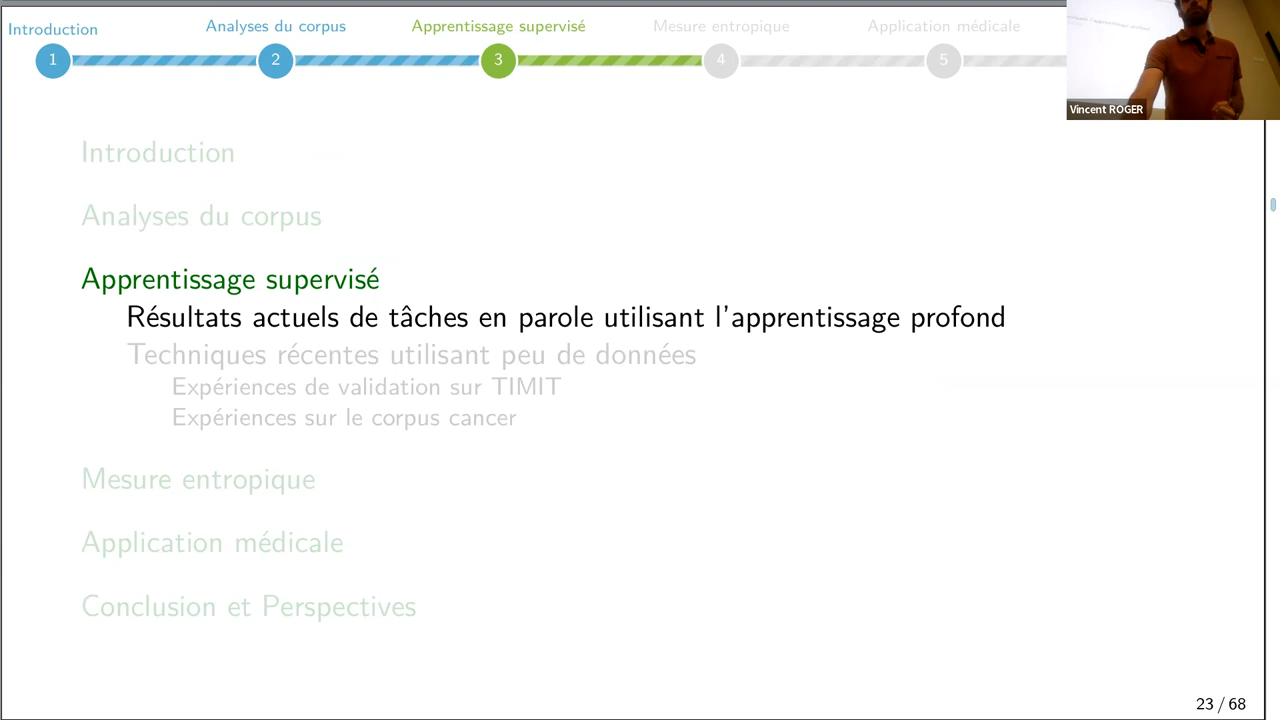 Introduction
Analyses du corpus
Apprentissage supervisé
Mesure entropique
Application médicale
1
2
3
4
5
Vincent ROGER
Introduction
Analyses du corpus
Apprentissage supervisé
Résultats actuels de tâches en parole utilisant l'apprentissage profond
Techniques récentes utilisant peu de données
Expériences de validation sur TIMIT
Expériences sur le corpus cancer
Mesure entropique
Application médicale
Conclusion et Perspectives
23 / 68